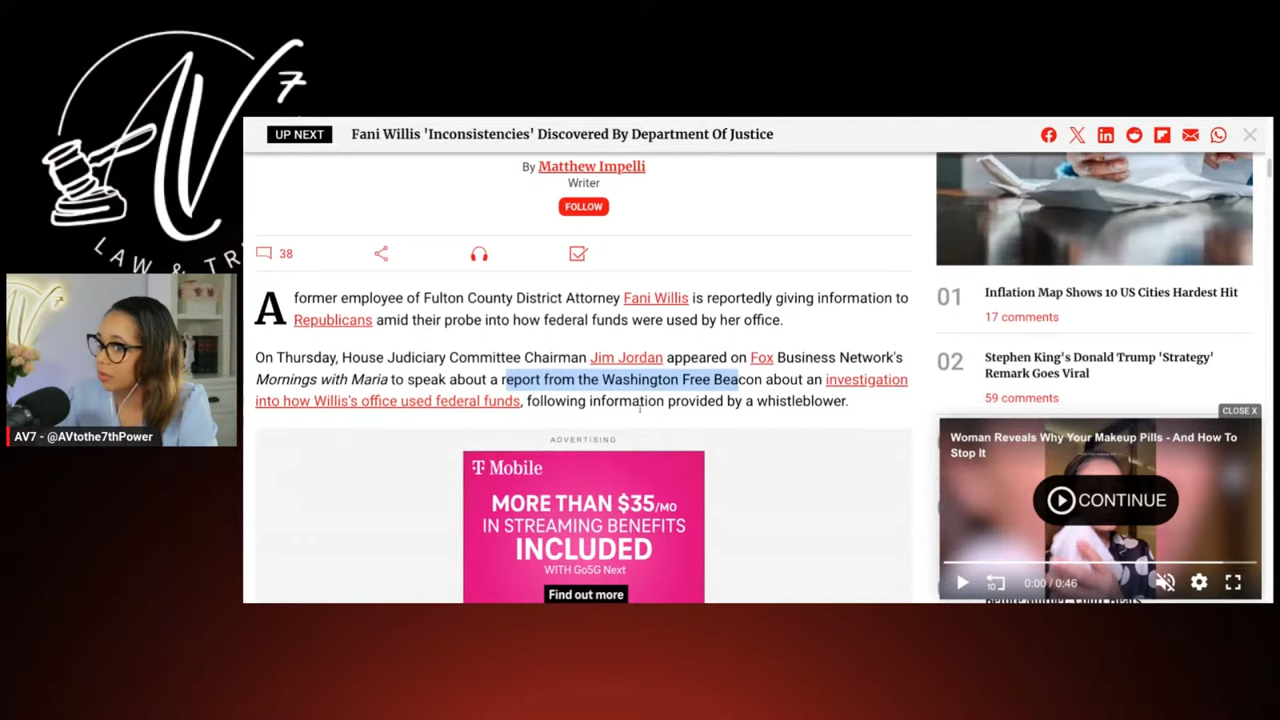 AV 7
LAW & TR
AV7 - @AVtothe7thPower
UP NEXT
Fani Willis 'Inconsistencies' Discovered By Department Of Justice
By Matthew Impelli
Writer
FOLLOW
38
A former employee of Fulton County District Attorney Fani Willis is reportedly giving information to
Republicans amid their probe into how federal funds were used by her office.
On Thursday, House Judiciary Committee Chairman Jim Jordan appeared on Fox Business Network's
Mornings with Maria to speak about a report from the Washington Free Beacon about an investigation
into how Willis's office used federal funds, following information provided by a whistleblower.
ADVERTISING
T Mobile
MORE THAN $35/MO
IN STREAMING BENEFITS
INCLUDED
WITH Go5G Next
Find out more
01
Inflation Map Shows 10 US Cities Hardest Hit
17 comments
02
Stephen King's Donald Trump 'Strategy'
Remark Goes Viral
59 comments
CLOSE X
Woman Reveals Why Your Makeup Pills - And How To
Stop It
CONTINUE
10
0:00 / 0:46